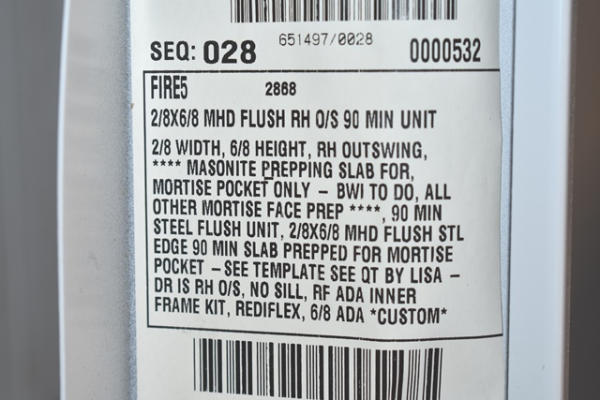 SEQ: 028 651497/0028 0000532
FIRE5 2868
2/8X6/8 MHD FLUSH RH O/S 90 MIN UNIT
2/8 WIDTH, 6/8 HEIGHT, RH OUTSWING,
**** MASONITE PREPPING SLAB FOR,
MORTISE POCKET ONLY - BWI TO DO, ALL
OTHER MORTISE FACE PREP ****, 90 MIN
STEEL FLUSH UNIT, 2/8X6/8 MHD FLUSH STL
EDGE 90 MIN SLAB PREPPED FOR MORTISE
POCKET - SEE TEMPLATE SEE QT BY LISA -
DR IS RH O/S, NO SILL, RF ADA INNER
FRAME KIT, REDIFLEX, 6/8 ADA *CUSTOM*